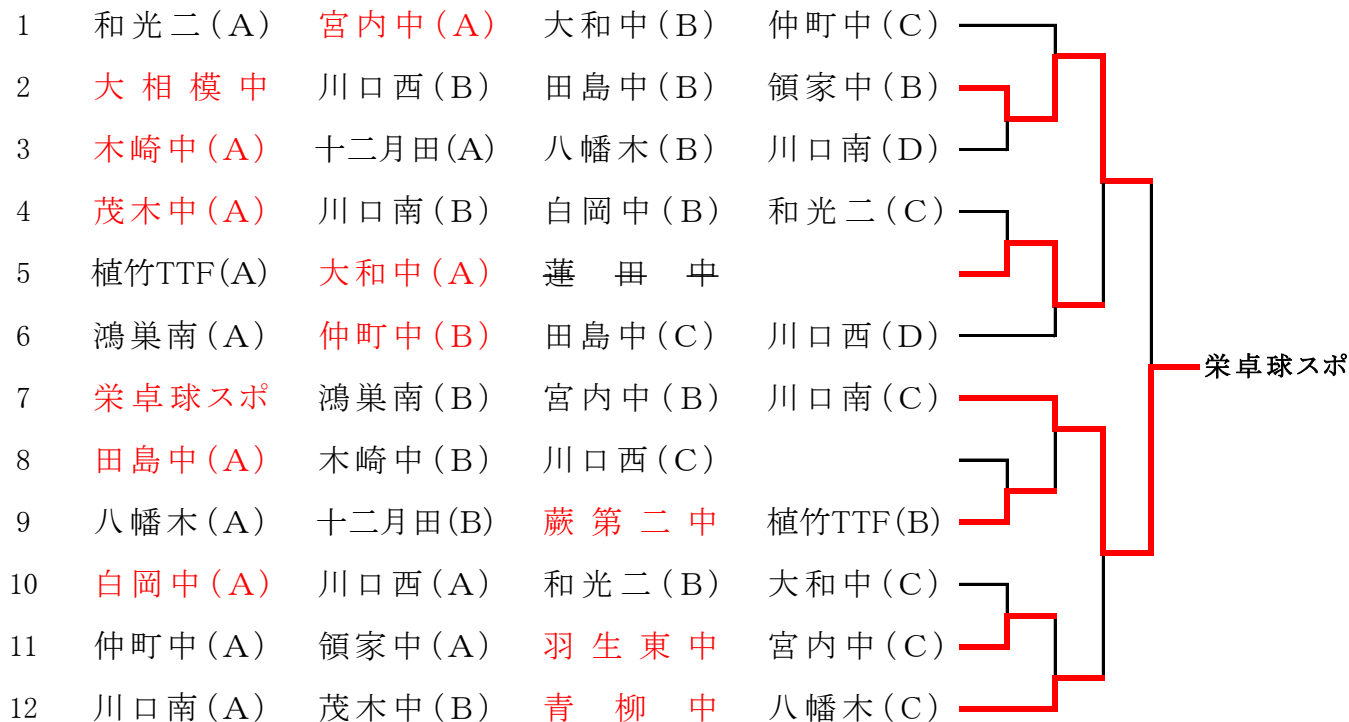 1 和光二(A) 宮内中(A) 大和中(B) 仲町中(C)
2 大相模中 川口西(B) 田島中(B) 領家中(B)
3 木崎中(A) 十二月田(A) 八幡木(B) 川口南(D)
4 茂木中(A) 川口南(B) 白岡中(B) 和光二(C)
5 植竹TTF(A) 大和中(A) 蓮田中
6 鴻巣南(A) 仲町中(B) 田島中(C) 川口西(D)
栄卓球スポ
7 栄卓球スポ 鴻巣南(B) 宮内中(B) 川口南(C)
8 田島中(A) 木崎中(B) 川口西(C)
9 八幡木(A) 十二月田(B) 蕨第二中 植竹TTF(B)
10 白岡中(A) 川口西(A) 和光二(B) 大和中(C)
11 仲町中(A) 領家中(A) 羽生東中 宮内中(C)
12 川口南(A) 茂木中(B) 青柳中 八幡木(C)